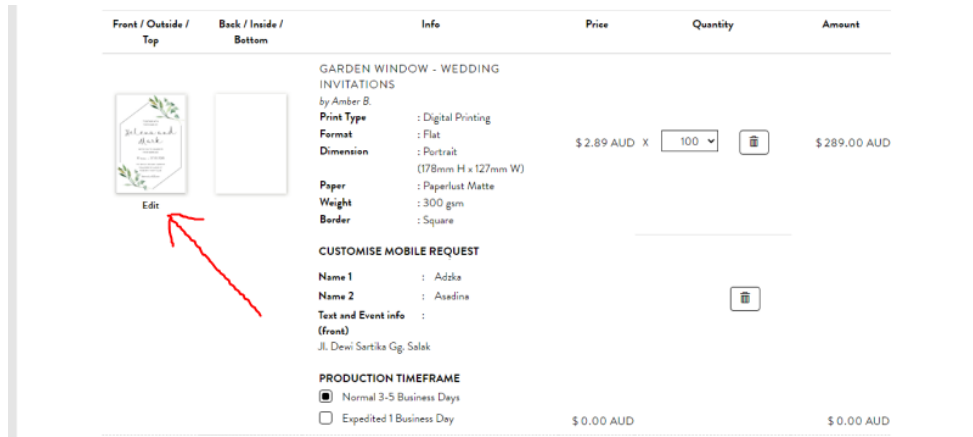 Front / Outside / Top
Back / Inside / Bottom
Info
Price
Quantity
Amount
GARDEN WINDOW - WEDDING
INVITATIONS
by Amber B.
Print Type : Digital Printing
Format : Flat
Dimension : Portrait
(178mm H x 127mm W)
Paper : Paperlust Matte
Weight : 300 gsm
Border : Square
$ 2.89 AUD X 100
$ 289.00 AUD
Edit
CUSTOMISE MOBILE REQUEST
Name 1 : Adzka
Name 2 : Asadina
Text and Event info :
(front)
Jl. Dewi Sartika Gg. Salak
PRODUCTION TIMEFRAME
Normal 3-5 Business Days
Expedited 1 Business Day $ 0.00 AUD $ 0.00 AUD